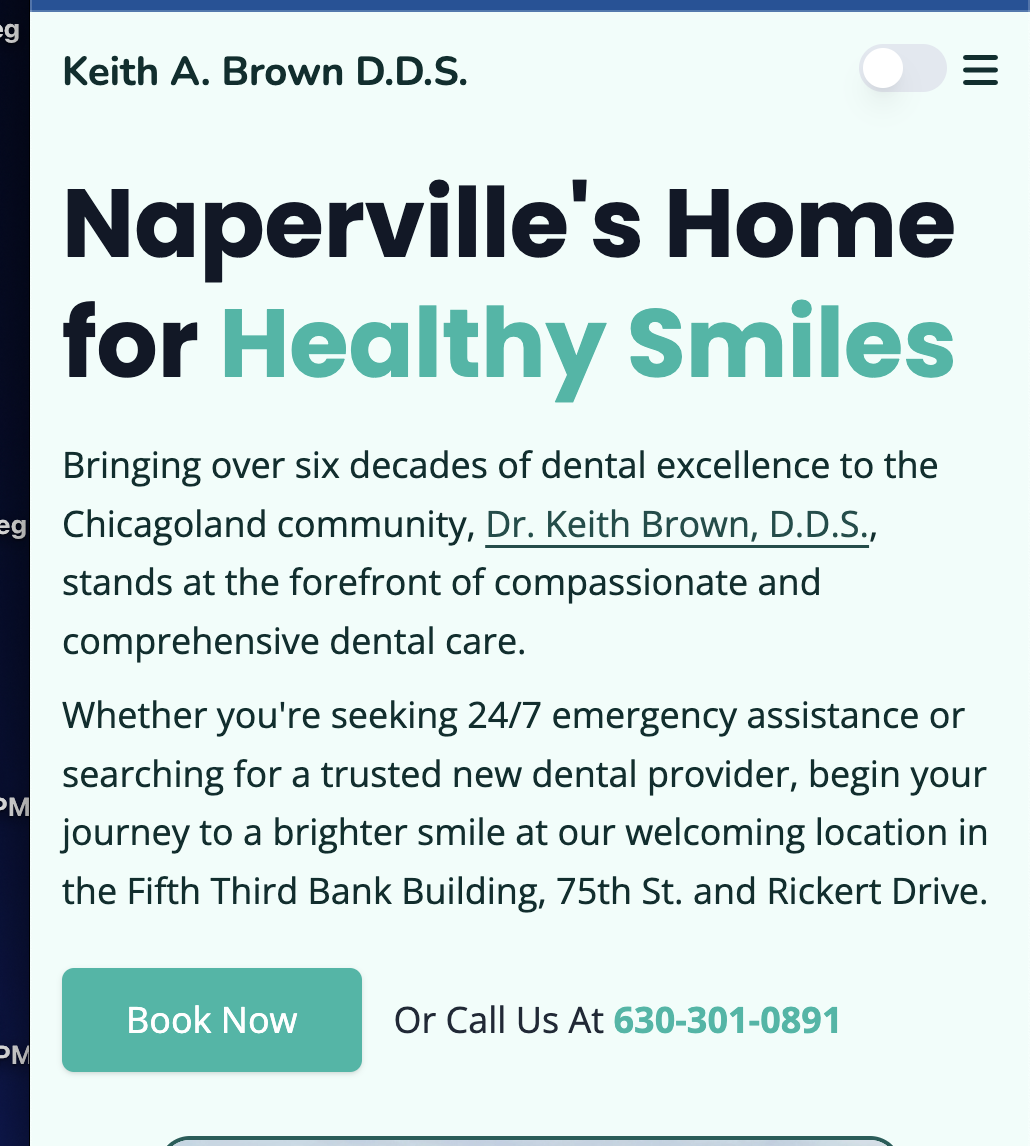 eg
Keith A. Brown D.D.S.
Naperville's Home
for Healthy Smiles
Bringing over six decades of dental excellence to the
Chicagoland community, Dr. Keith Brown, D.D.S.,
stands at the forefront of compassionate and
eg
comprehensive dental care.
Whether you're seeking 24/7 emergency assistance or
searching for a trusted new dental provider, begin your
PM
journey to a brighter smile at our welcoming location in
the Fifth Third Bank Building, 75th St. and Rickert Drive.
Book Now
Or Call Us At 630-301-0891
PM